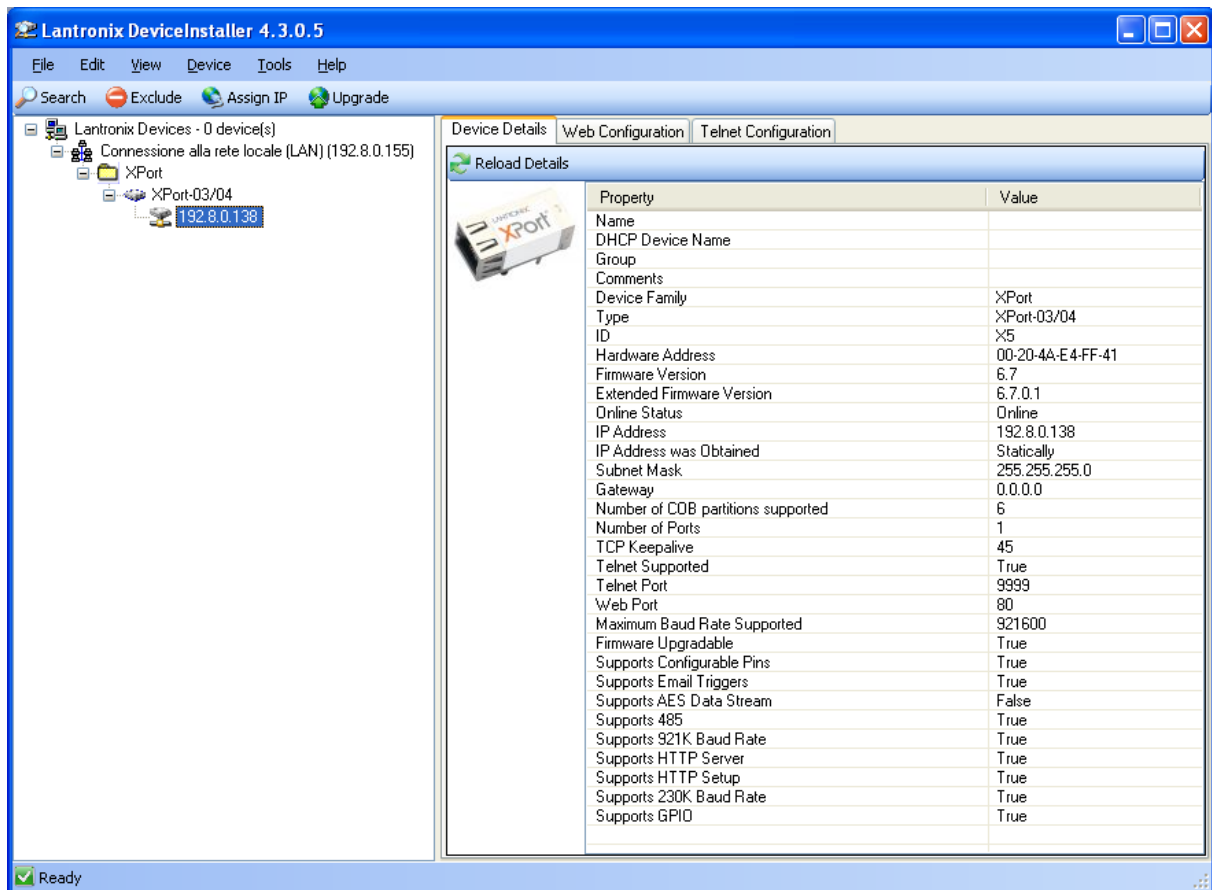 Lantronix DeviceInstaller 4.3.0.5
File Edit View Device Tools Help
Search Exclude Assign IP Upgrade
Lantronix Devices - 0 device(s)
Connessione alla rete locale (LAN) (192.8.0.155)
XPort
XPort-03/04
192.8.0.138
Device Details Web Configuration Telnet Configuration
Reload Details
LANTRONIX
XPort
Property Value
Name
DHCP Device Name
Group
Comments
Device Family XPort
Type XPort-03/04
ID X5
Hardware Address 00-20-4A-E4-FF-41
Firmware Version 6.7
Extended Firmware Version 6.7.0.1
Online Status Online
IP Address 192.8.0.138
IP Address was Obtained Statically
Subnet Mask 255.255.255.0
Gateway 0.0.0.0
Number of COB partitions supported 6
Number of Ports 1
TCP Keepalive 45
Telnet Supported True
Telnet Port 9999
Web Port 80
Maximum Baud Rate Supported 921600
Firmware Upgradable True
Supports Configurable Pins True
Supports Email Triggers True
Supports AES Data Stream False
Supports 485 True
Supports 921K Baud Rate True
Supports HTTP Server True
Supports HTTP Setup True
Supports 230K Baud Rate True
Supports GPIO True
Ready